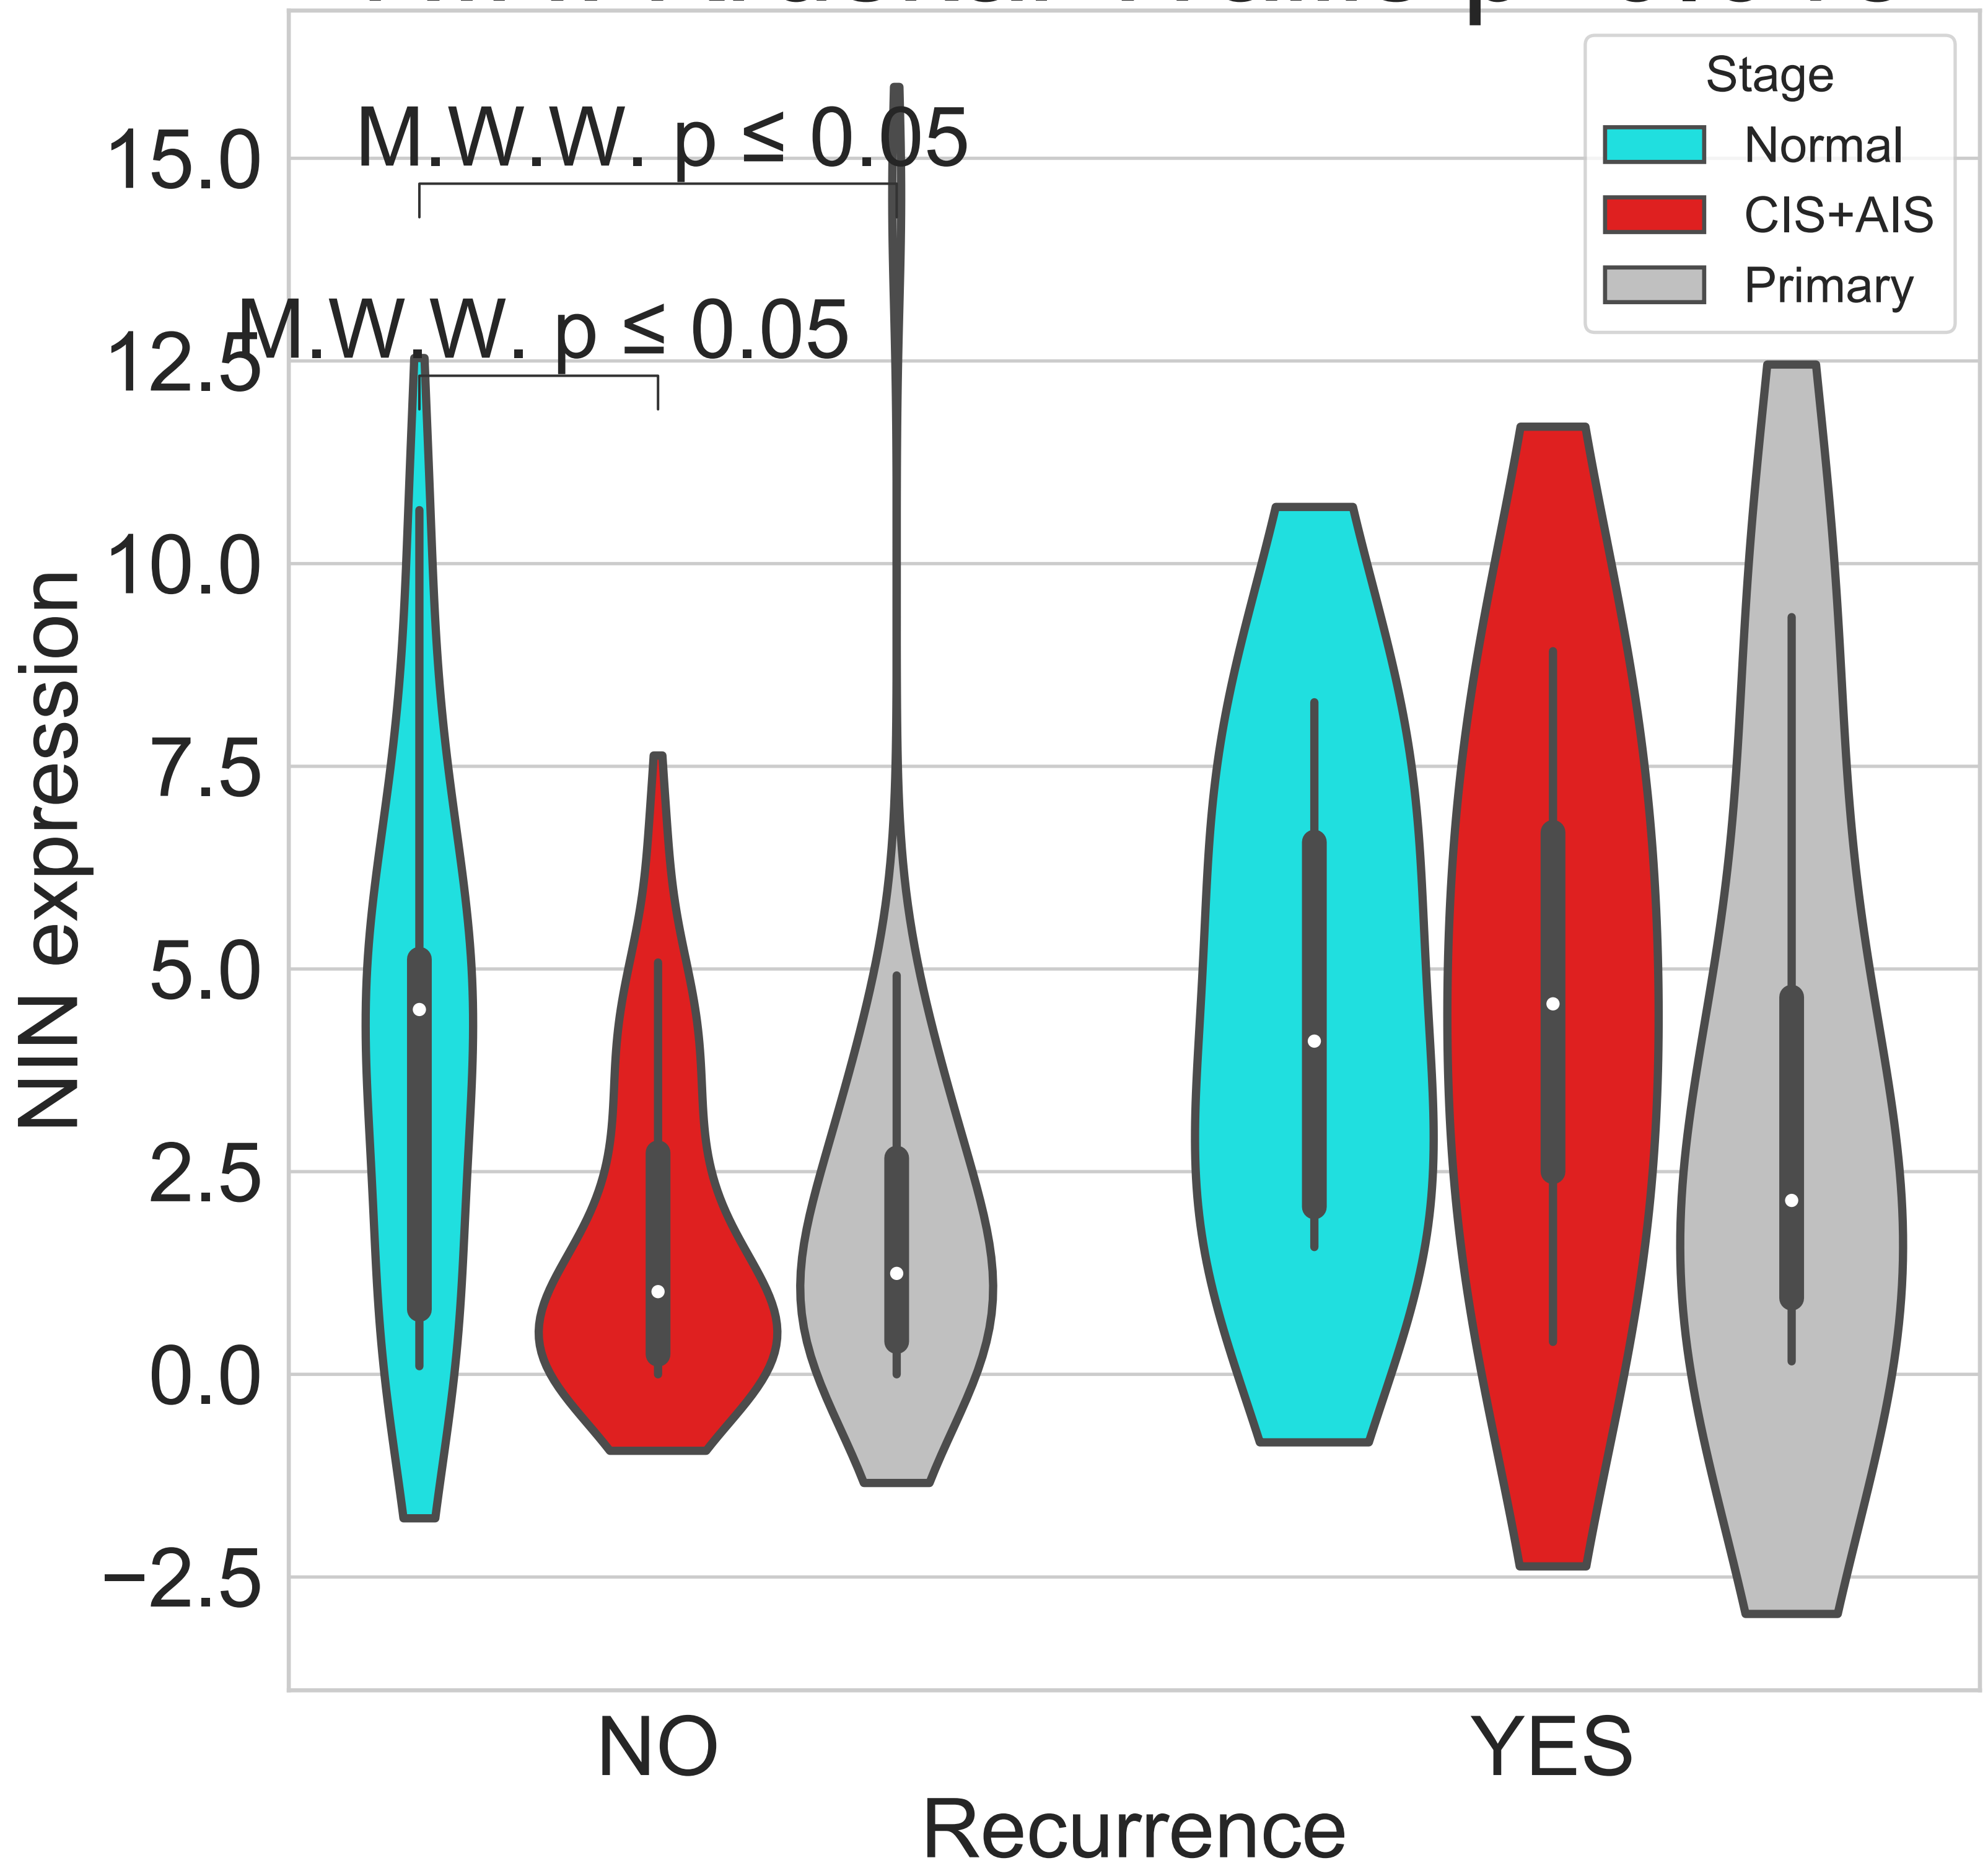 Stage
Normal
CIS+AIS
Primary
M.W.W. p ≤ 0.05
M.W.W. p ≤ 0.05
15.0
12.5
10.0
7.5
5.0
2.5
0.0
−2.5
NIN expression
NO
YES
Recurrence